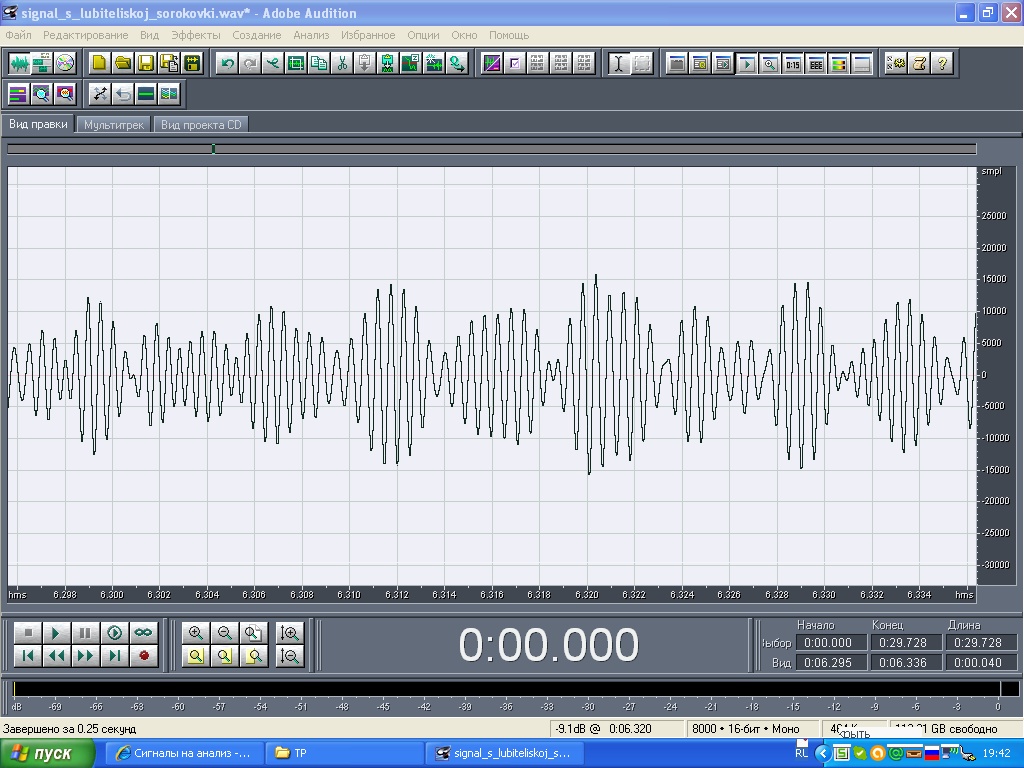 signal_s_lubiteliskoj_sorokovki.wav* - Adobe Audition
Файл Редактирование Вид Эффекты Создание Анализ Избранное Опции Окно Помощь
0:15
Вид правки Мультитрек Вид проекта CD
smpl
25000
20000
15000
10000
5000
0
-5000
-10000
-15000
-20000
-25000
-30000
hms 6.298 6.300 6.302 6.304 6.306 6.308 6.310 6.312 6.314 6.316 6.318 6.320 6.322 6.324 6.326 6.328 6.330 6.332 6.334 hms
0:00.000
Начало Конец Длина
Выбор 0:00.000 0:29.728 0:29.728
Вид 0:06.295 0:06.336 0:00.040
dB -69 -66 -63 -60 -57 -54 -51 -48 -45 -42 -39 -36 -33 -30 -27 -24 -21 -18 -15 -12 -9 -6 -3 0
Завершено за 0.25 секунд -9.1dB @ 0:06.320 8000 • 16-бит • Моно GB свободно
крыть
пуск Сигналы на анализ -... ТР signal_s_lubiteliskoj_s... RL 19:42